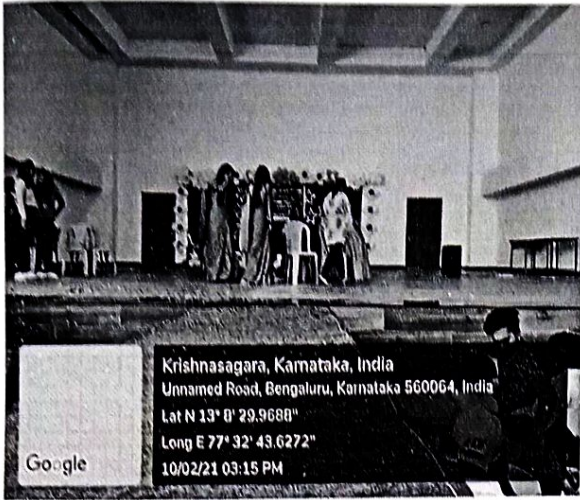 Krishnasagara, Karnataka, India
Unnamed Road, Bengaluru, Karnataka 560064, India
Lat N 13° 8' 29.9688"
Long E 77° 32' 43.6272"
10/02/21 03:15 PM
Google